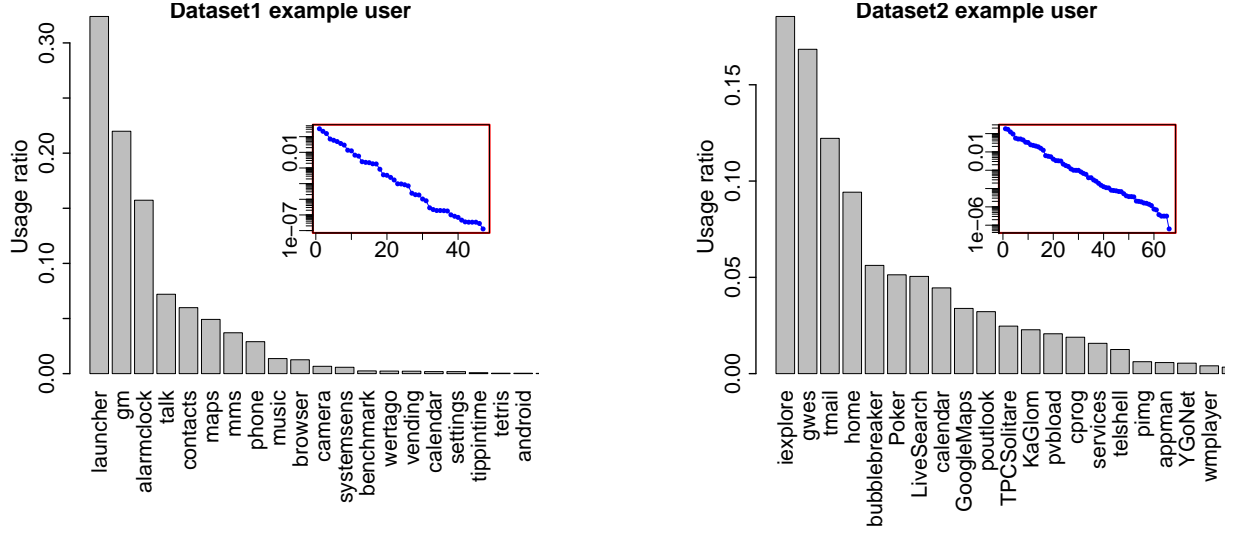 Dataset1 example user
Usage ratio
0.00
0.10
0.20
0.30
launcher
gm
alarmclock
talk
contacts
maps
mms
phone
music
browser
camera
systemsens
benchmark
wertago
vending
calendar
settings
tippintime
tetris
android
1e−07
0.01
0
20
40
Dataset2 example user
Usage ratio
0.00
0.05
0.10
0.15
iexplore
gwes
tmail
home
bubblebreaker
Poker
LiveSearch
calendar
GoogleMaps
poutlook
TPCSolitare
KaGlom
pvbload
cprog
services
telshell
pimg
appman
YGoNet
wmplayer
1e−06
0.01
0
20
40
60